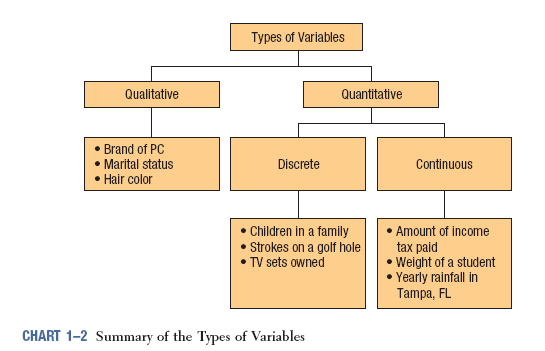 Types of Variables
Qualitative
Quantitative
• Brand of PC
• Marital status
• Hair color
Discrete
Continuous
• Children in a family
• Strokes on a golf hole
• TV sets owned
• Amount of income
tax paid
• Weight of a student
• Yearly rainfall in
Tampa, FL
CHART 1–2 Summary of the Types of Variables